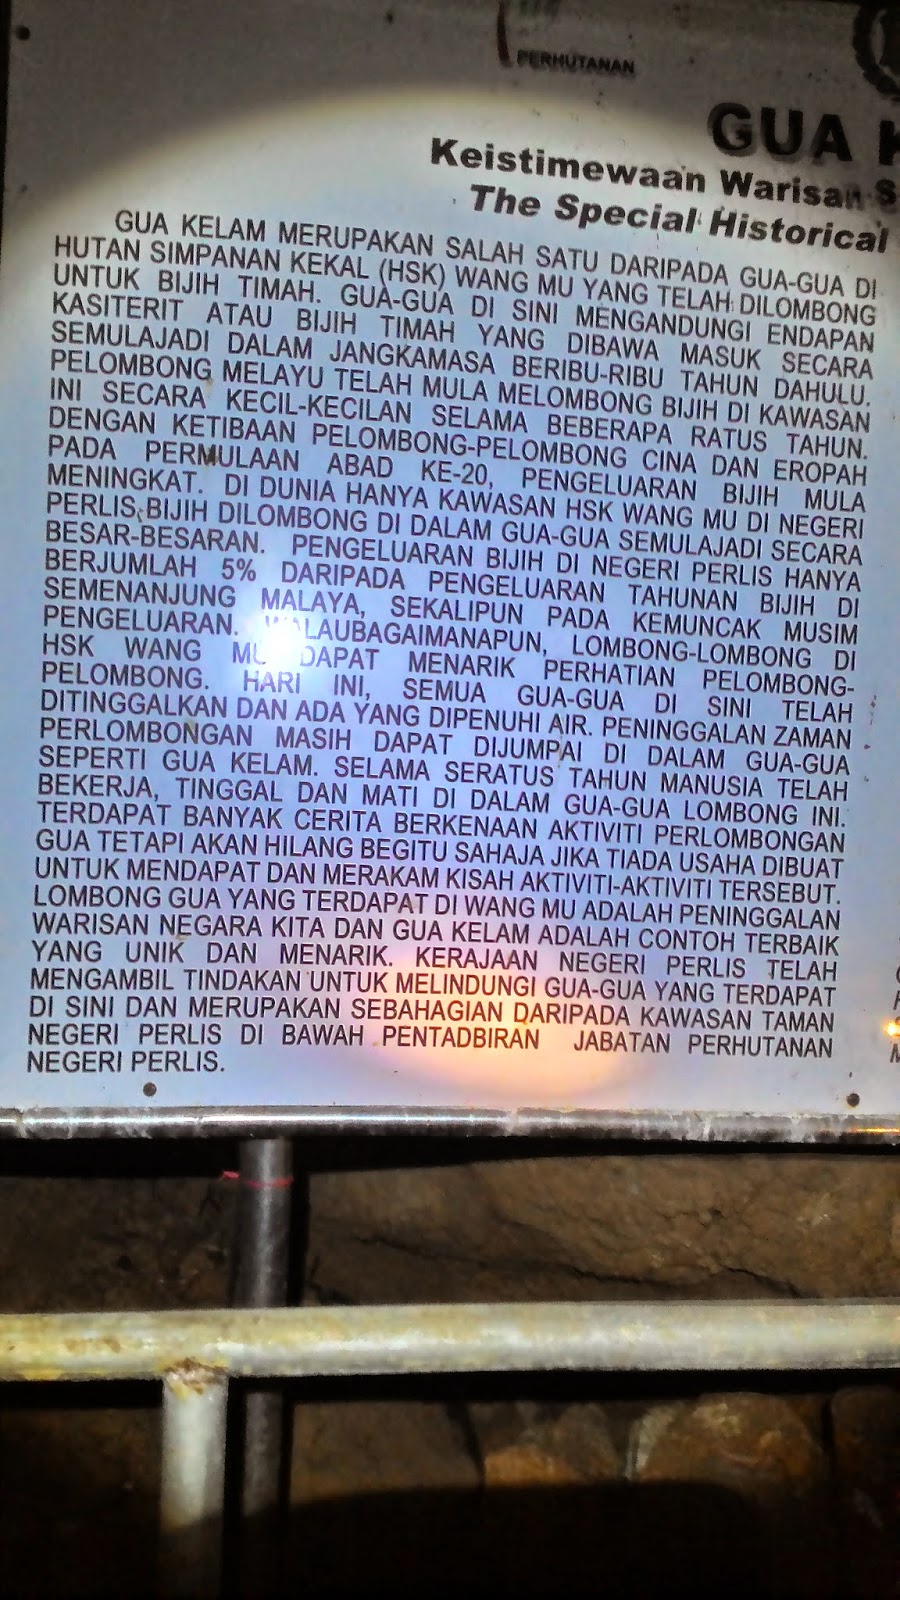 PERHUTANAN
GUA K
Keistimewaan Warisan S
The Special Historical
GUA KELAM MERUPAKAN SALAH SATU DARIPADA GUA-GUA DI
HUTAN SIMPANAN KEKAL (HSK) WANG MU YANG TELAH DILOMBONG
UNTUK BIJIH TIMAH. GUA-GUA DI SINI MENGANDUNGI ENDAPAN
KASITERIT ATAU BIJIH TIMAH YANG DIBAWA MASUK SECARA
SEMULAJADI DALAM JANGKAMASA BERIBU-RIBU TAHUN DAHULU.
PELOMBONG MELAYU TELAH MULA MELOMBONG BIJIH DI KAWASAN
INI SECARA KECIL-KECILAN SELAMA BEBERAPA RATUS TAHUN.
DENGAN KETIBAAN PELOMBONG-PELOMBONG CINA DAN EROPAH
PADA PERMULAAN ABAD KE-20, PENGELUARAN BIJIH MULA
MENINGKAT. DI DUNIA HANYA KAWASAN HSK WANG MU DI NEGERI
PERLIS, BIJIH DILOMBONG DI DALAM GUA-GUA SEMULAJADI SECARA
BESAR-BESARAN. PENGELUARAN BIJIH DI NEGERI PERLIS HANYA
BERJUMLAH 5% DARIPADA PENGELUARAN TAHUNAN BIJIH DI
SEMENANJUNG MALAYA, SEKALIPUN PADA KEMUNCAK MUSIM
PENGELUARAN. WALAUBAGAIMANAPUN, LOMBONG-LOMBONG DI
HSK WANG MU DAPAT MENARIK PERHATIAN PELOMBONG-
PELOMBONG. HARI INI, SEMUA GUA-GUA DI SINI TELAH
DITINGGALKAN DAN ADA YANG DIPENUHI AIR. PENINGGALAN ZAMAN
PERLOMBONGAN MASIH DAPAT DIJUMPAI DI DALAM GUA-GUA
SEPERTI GUA KELAM. SELAMA SERATUS TAHUN MANUSIA TELAH
BEKERJA, TINGGAL DAN MATI DI DALAM GUA-GUA LOMBONG INI.
TERDAPAT BANYAK CERITA BERKENAAN AKTIVITI PERLOMBONGAN
GUA TETAPI AKAN HILANG BEGITU SAHAJA JIKA TIADA USAHA DIBUAT
UNTUK MENDAPAT DAN MERAKAM KISAH AKTIVITI-AKTIVITI TERSEBUT.
LOMBONG GUA YANG TERDAPAT DI WANG MU ADALAH PENINGGALAN
WARISAN NEGARA KITA DAN GUA KELAM ADALAH CONTOH TERBAIK
YANG UNIK DAN MENARIK. KERAJAAN NEGERI PERLIS TELAH
MENGAMBIL TINDAKAN UNTUK MELINDUNGI GUA-GUA YANG TERDAPAT
DI SINI DAN MERUPAKAN SEBAHAGIAN DARIPADA KAWASAN TAMAN
NEGERI PERLIS DI BAWAH PENTADBIRAN JABATAN PERHUTANAN
NEGERI PERLIS.